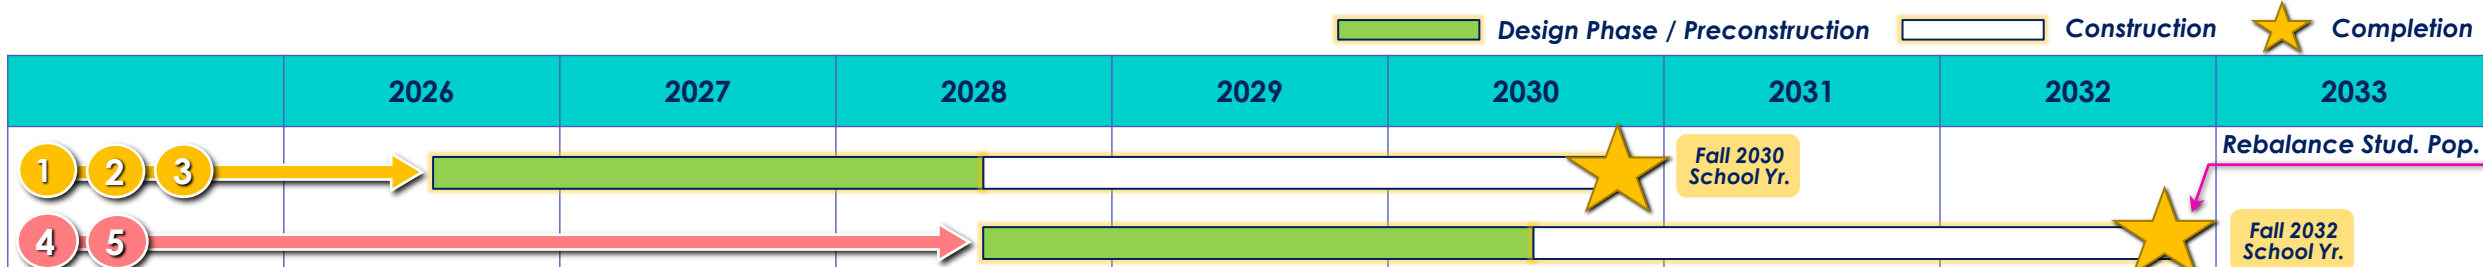 Design Phase / Preconstruction
Construction
Completion
2026
2027
2028
2029
2030
2031
2032
2033
1
2
3
Fall 2030
School Yr.
Rebalance Stud. Pop.
4
5
Fall 2032
School Yr.